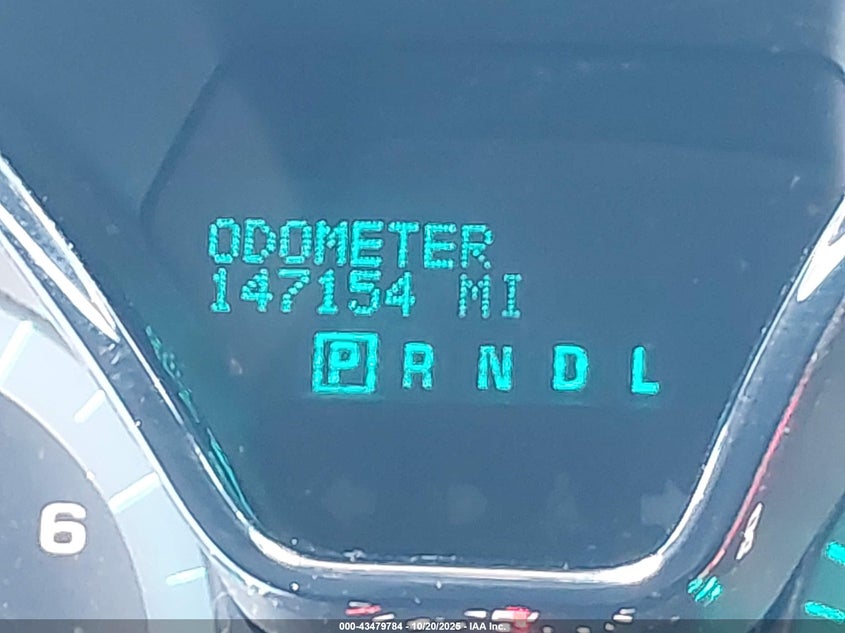 ODOMETER
147154 MI
P R N D L
6
000-43479784 - 10/20/2025 - IAA Inc.